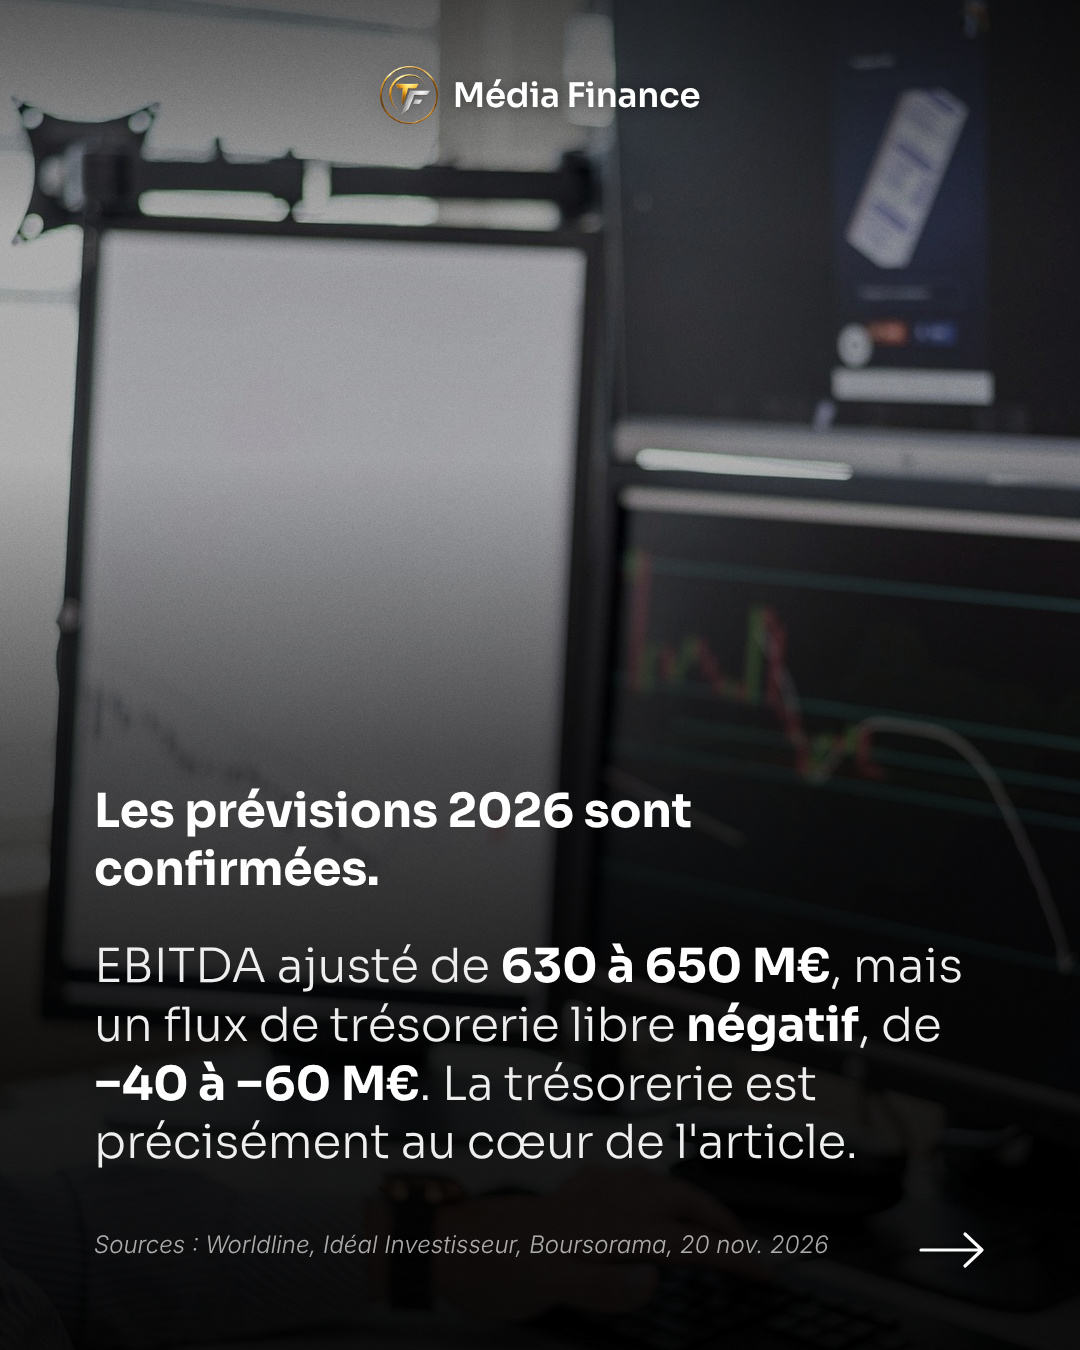 Média Finance
Les prévisions 2026 sont
confirmées.
EBITDA ajusté de 630 à 650 M€, mais
un flux de trésorerie libre négatif, de
–40 à –60 M€. La trésorerie est
précisément au cœur de l'article.
Sources : Worldline, Idéal Investisseur, Boursorama, 20 nov. 2026